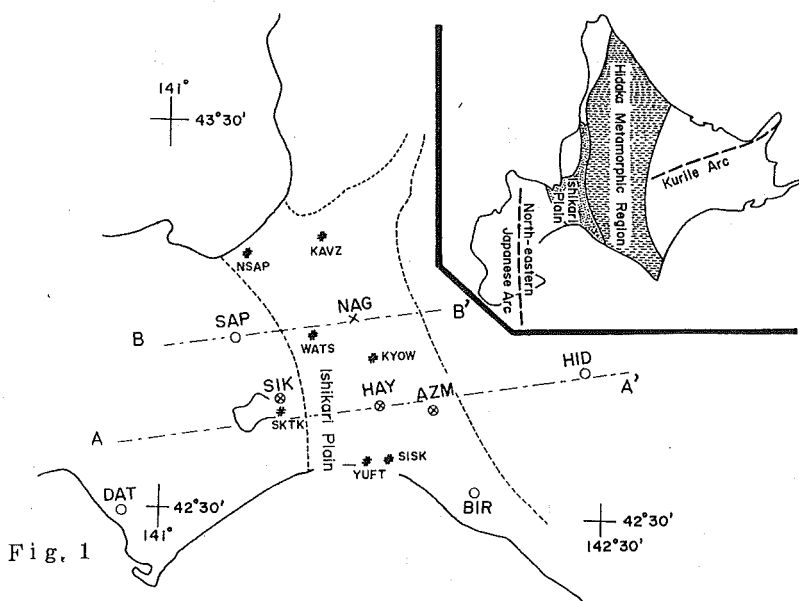 141°
43°30'
NSAP
KAVZ
SAP
NAG
B
B'
WATS
KYOW
HID
SIK
HAY
AZM
A'
SKTK
A
Ishikari Plain
YUFT
SISK
DAT
42°30'
141°
BIR
42°30'
142°30'
Fig. 1
Hidaka Metamorphic Region
Ishikari
Plain
Kurile Arc
North-eastern
Japanese Arc